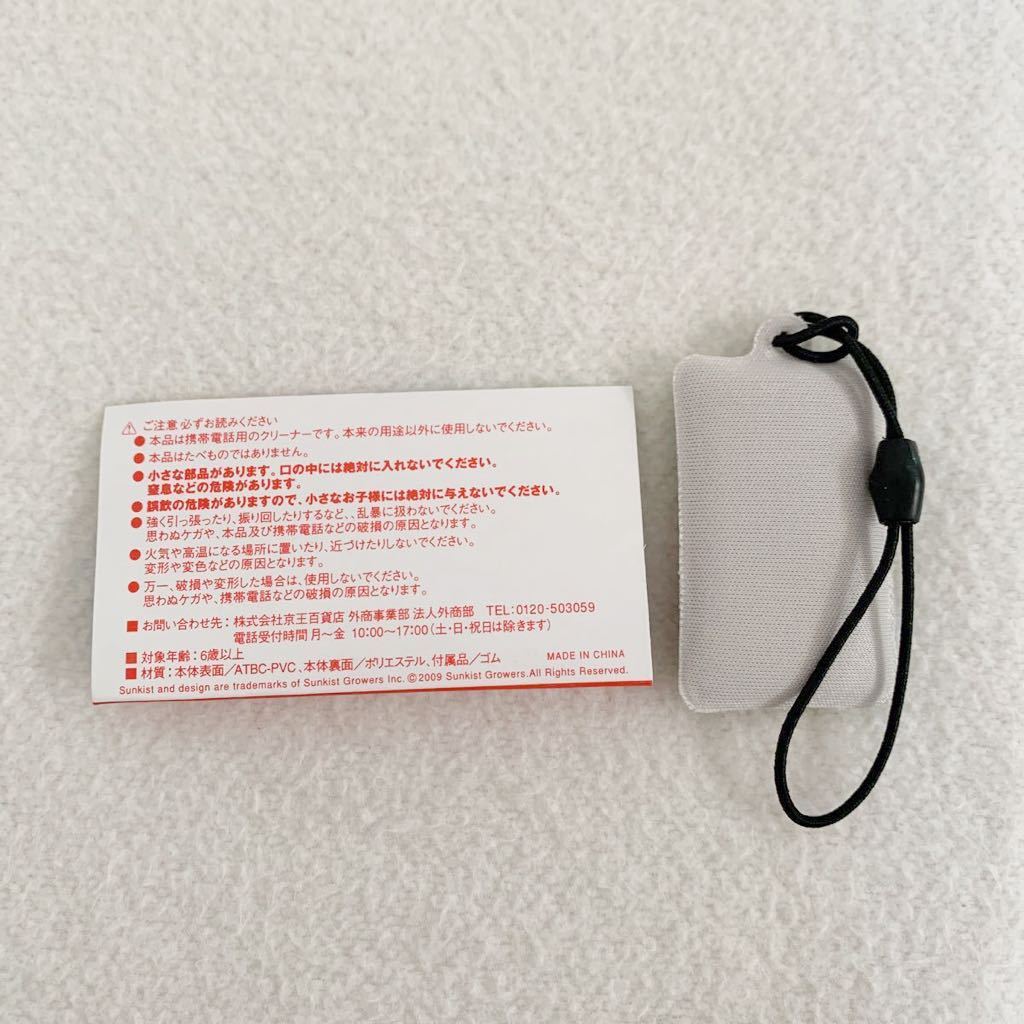 ⚠ ご注意 必ずお読みください
●本品は携帯電話用のクリーナーです。本来の用途以外に使用しないでください。
●本品はたべものではありません。
●小さな部品があります。口の中には絶対に入れないでください。
窒息などの危険があります。
●誤飲の危険がありますので、小さなお子様には絶対に与えないでください。
●強く引っ張ったり、振り回したりするなど、、乱暴に扱わないでください。
思わぬケガや、本品及び携帯電話などの破損の原因となります。
●火気や高温になる場所に置いたり、近づけたりしないでください。
変形や変色などの原因となります。
●万一、破損や変形した場合は、使用しないでください。
思わぬケガや、携帯電話などの破損の原因となります。
■お問い合わせ先：株式会社京王百貨店 外商事業部 法人外商部 TEL:0120-503059
電話受付時間 月〜金 10:00〜17:00（土・日・祝日は除きます）
■対象年齢：6歳以上
■材質：本体表面／ATBC-PVC、本体裏面／ポリエステル、付属品／ゴム MADE IN CHINA
Sunkist and design are trademarks of Sunkist Growers Inc. ©2009 Sunkist Growers.All Rights Reserved.